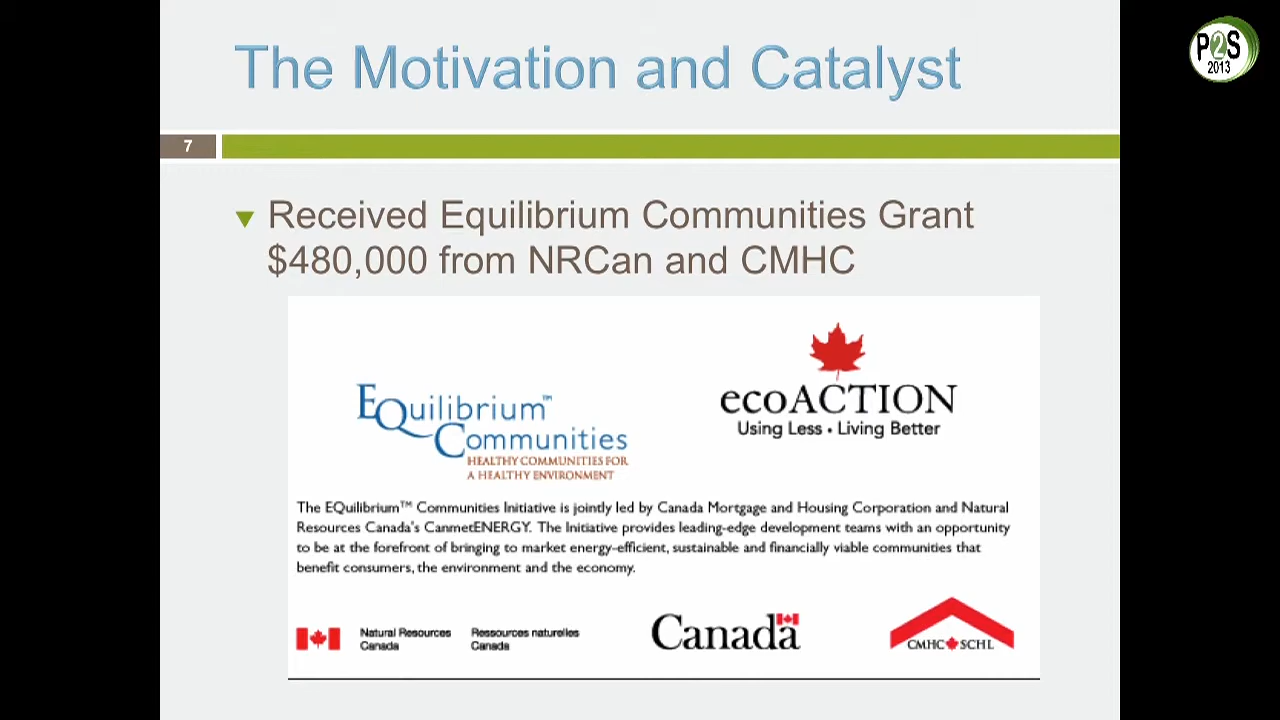 The Motivation and Catalyst
P2S
2013
7
Received Equilibrium Communities Grant
$480,000 from NRCan and CMHC
EQuilibrium™
Communities
HEALTHY COMMUNITIES FOR
A HEALTHY ENVIRONMENT
ecoACTION
Using Less • Living Better
The EQuilibrium™ Communities Initiative is jointly led by Canada Mortgage and Housing Corporation and Natural
Resources Canada's CanmetENERGY. The Initiative provides leading-edge development teams with an opportunity
to be at the forefront of bringing to market energy-efficient, sustainable and financially viable communities that
benefit consumers, the environment and the economy.
Natural Resources
Canada
Ressources naturelles
Canada
Canada
CMHC SCHL